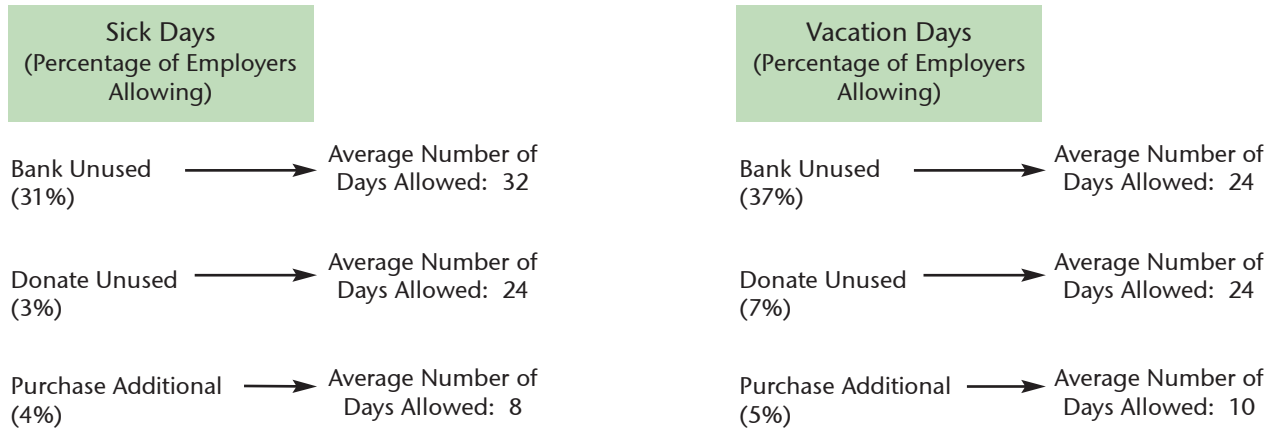 Sick Days
(Percentage of Employers
Allowing)
Bank Unused
(31%)
Average Number of
Days Allowed: 32
Donate Unused
(3%)
Average Number of
Days Allowed: 24
Purchase Additional
(4%)
Average Number of
Days Allowed: 8
Vacation Days
(Percentage of Employers
Allowing)
Bank Unused
(37%)
Average Number of
Days Allowed: 24
Donate Unused
(7%)
Average Number of
Days Allowed: 24
Purchase Additional
(5%)
Average Number of
Days Allowed: 10